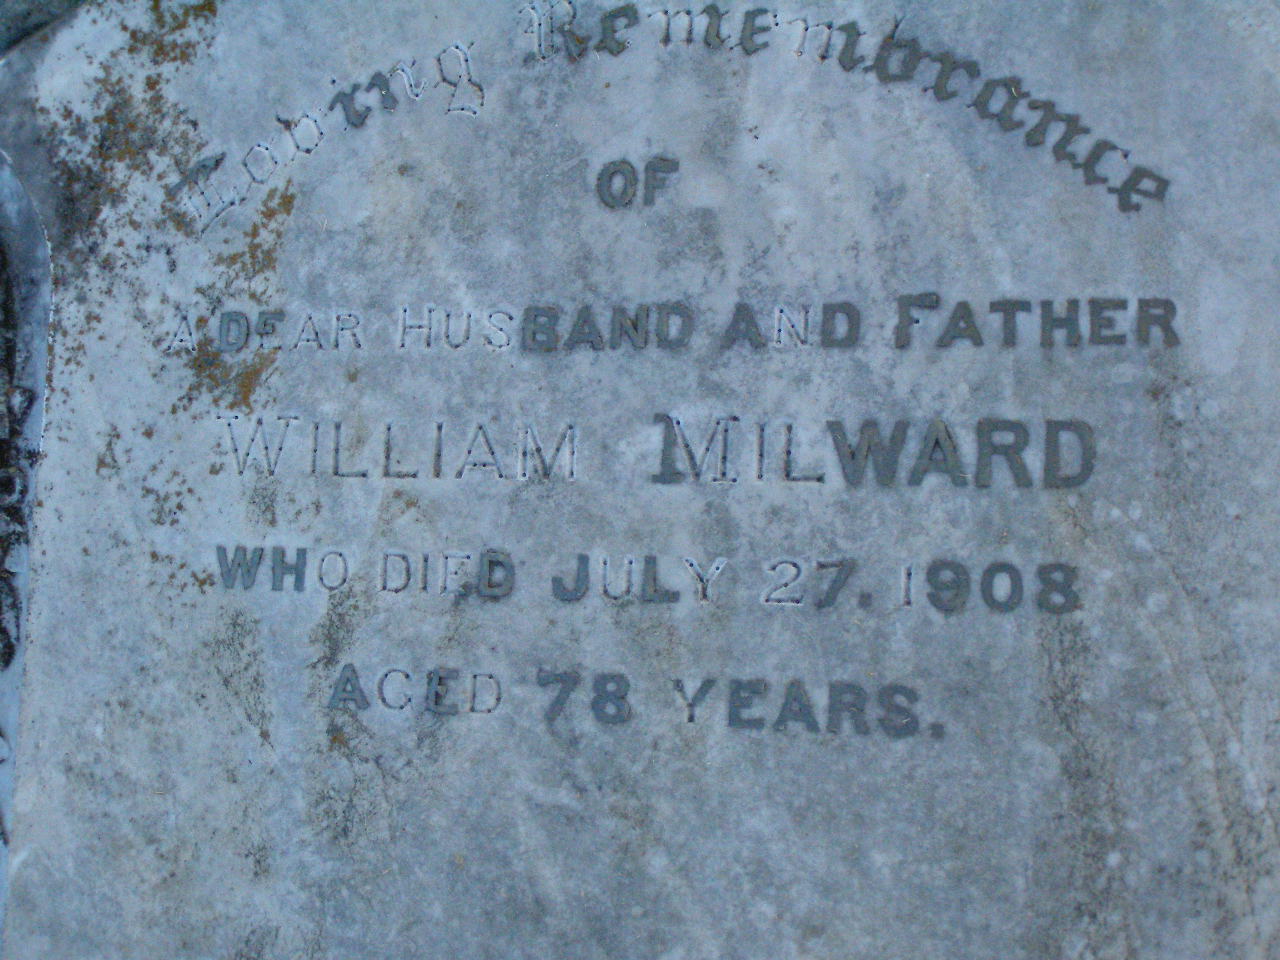 Loving Remembrance
OF
A DEAR HUSBAND AND FATHER
WILLIAM MILWARD
WHO DIED JULY 27. 1908
AGED 78 YEARS.